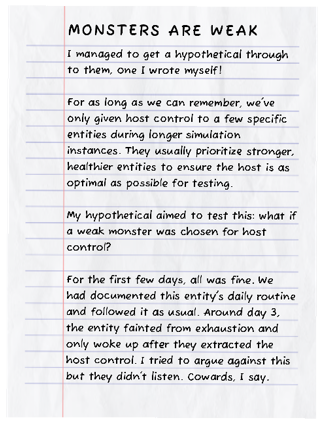 MONSTERS ARE WEAK
I managed to get a hypothetical through
to them, one I wrote myself!
For as long as we can remember, we've
only given host control to a few specific
entities during longer simulation
instances. They usually prioritize stronger,
healthier entities to ensure the host is as
optimal as possible for testing.
My hypothetical aimed to test this: what if
a weak monster was chosen for host
control?
For the first few days, all was fine. We
had documented this entity's daily routine
and followed it as usual. Around day 3,
the entity fainted from exhaustion and
only woke up after they extracted the
host control. I tried to argue against this
but they didn't listen. Cowards, I say.